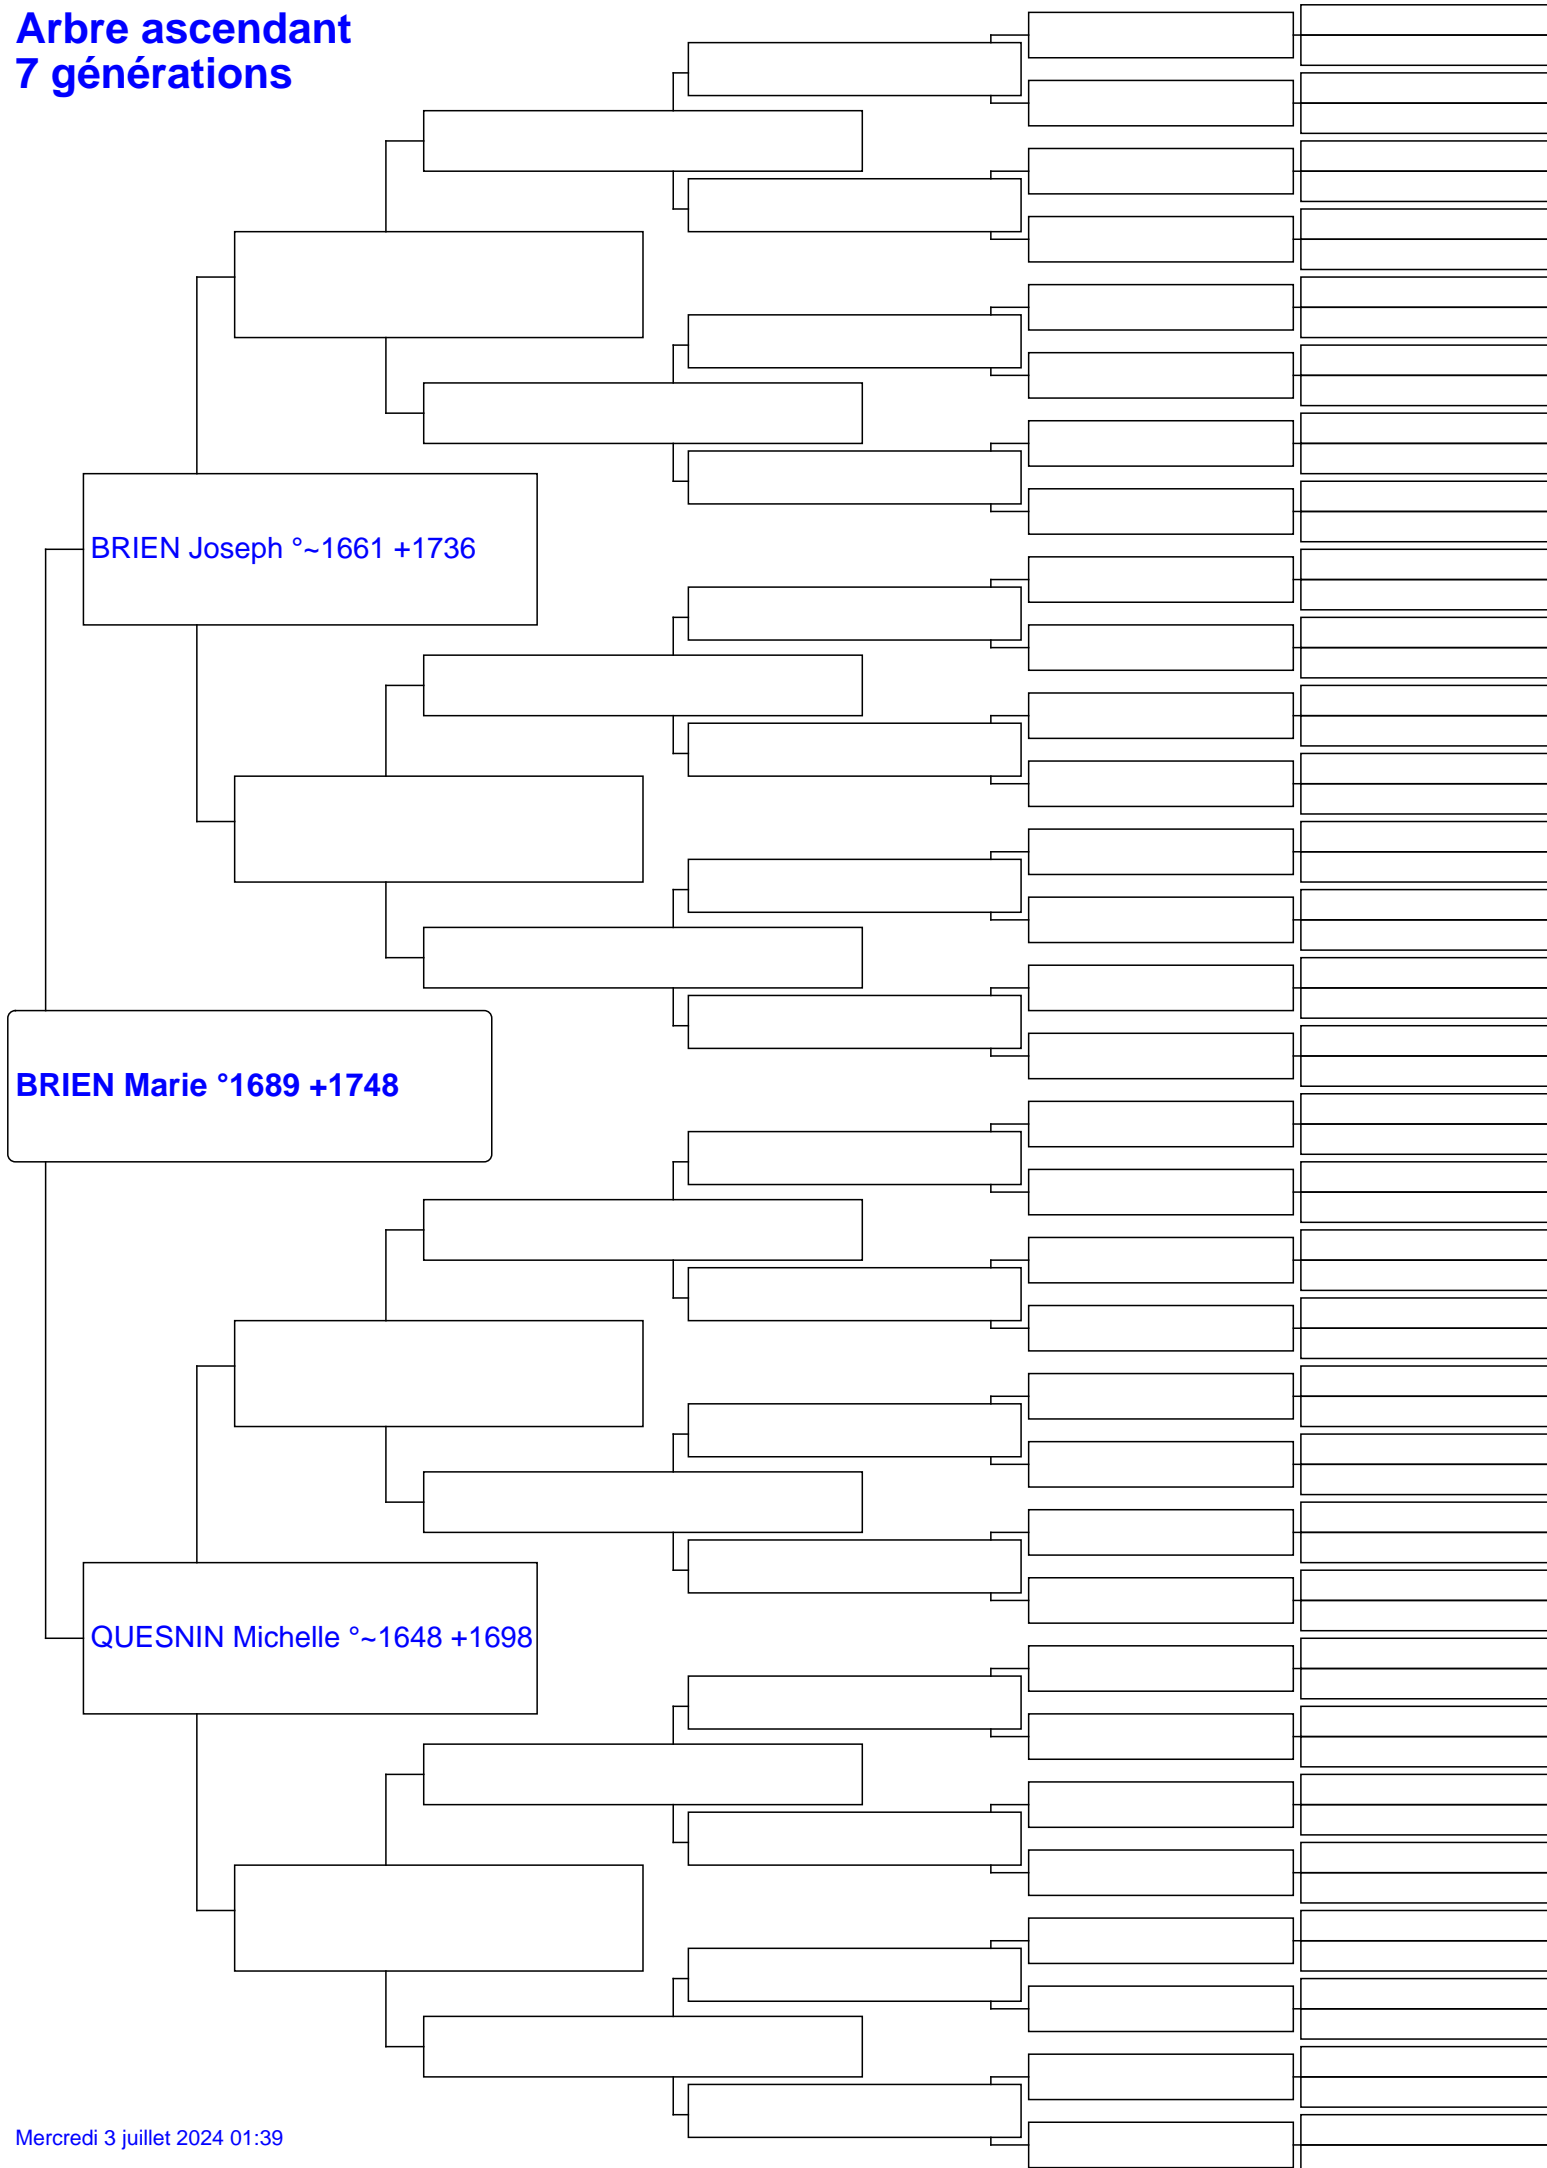 Arbre ascendant
7 générations
BRIEN Joseph °~1661 +1736
BRIEN Marie °1689 +1748
QUESNIN Michelle °~1648 +1698
Mercredi 3 juillet 2024 01:39